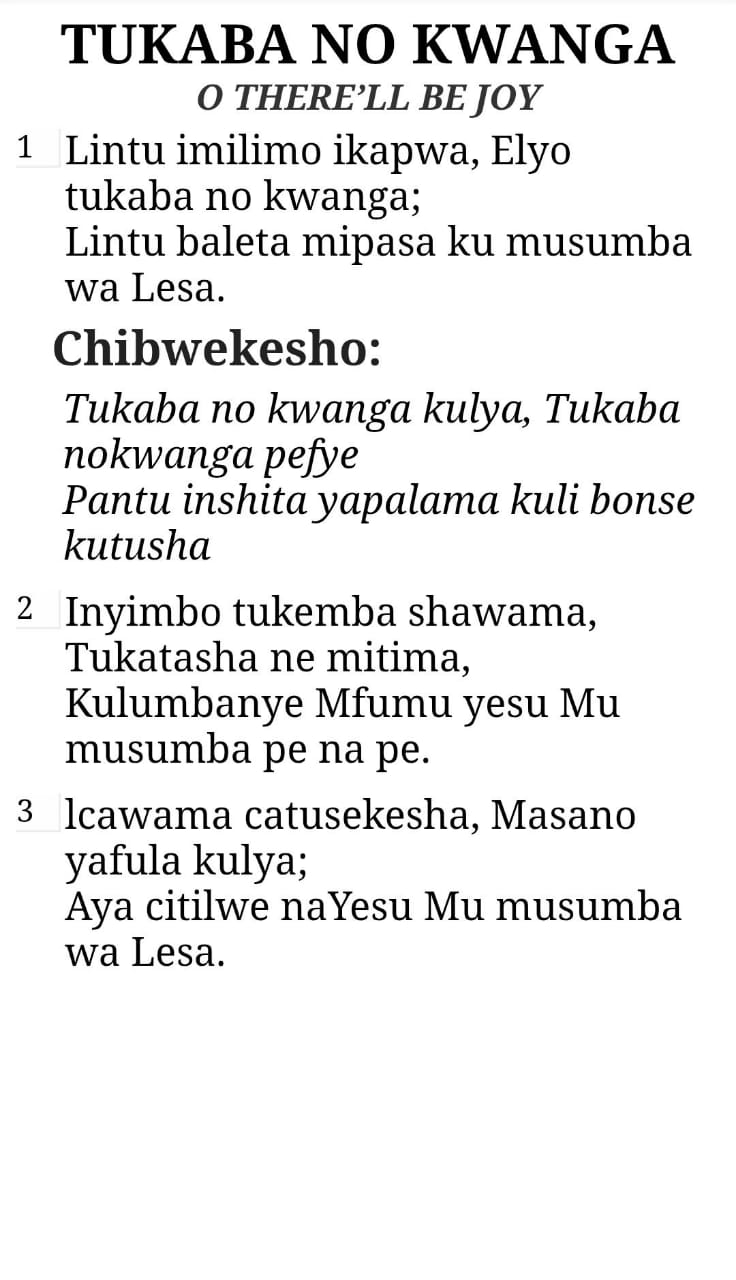 TUKABA NO KWANGA
O THERE’LL BE JOY
1 Lintu imilimo ikapwa, Elyo
tukaba no kwanga;
Lintu baleta mipasa ku musumba
wa Lesa.
Chibwekesho:
Tukaba no kwanga kulya, Tukaba
nokwanga pefye
Pantu inshita yapalama kuli bonse
kutusha
2 Inyimbo tukemba shawama,
Tukatasha ne mitima,
Kulumbanye Mfumu yesu Mu
musumba pe na pe.
3 lcawama catusekesha, Masano
yafula kulya;
Aya citilwe naYesu Mu musumba
wa Lesa.